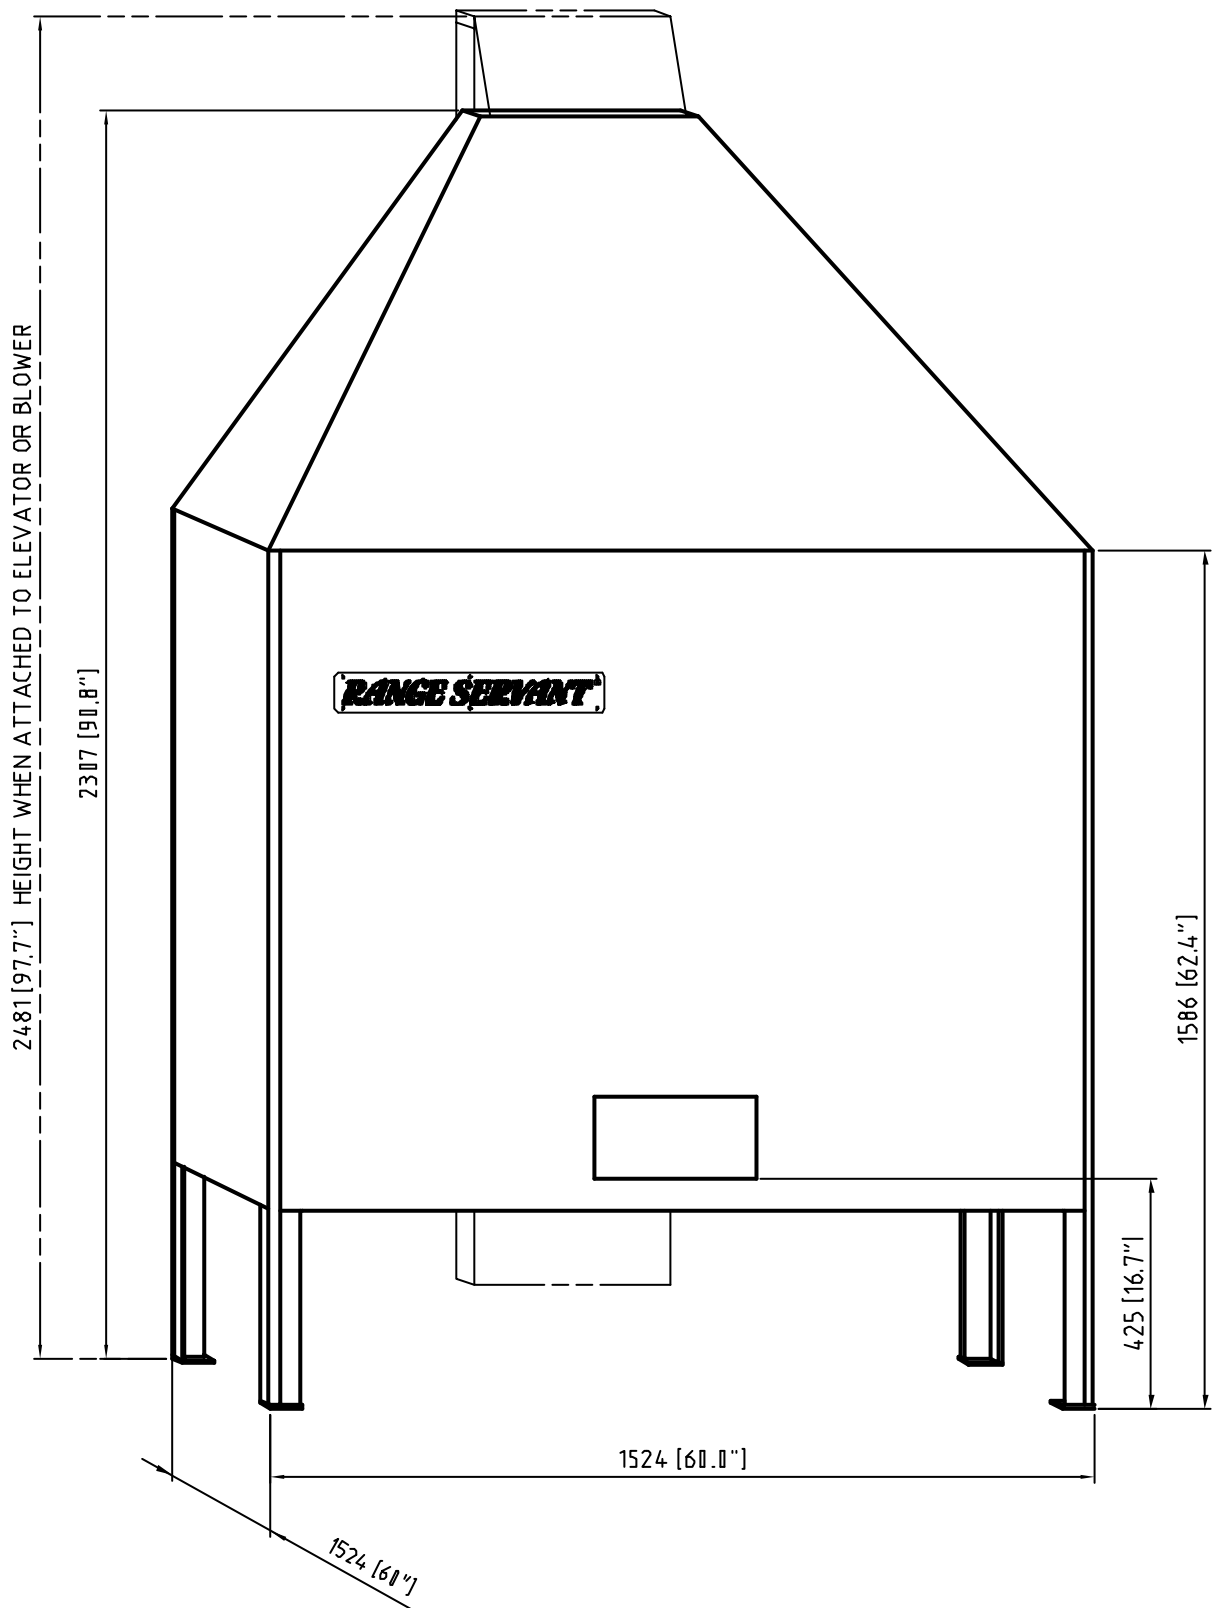 2481 [97.7"] HEIGHT WHEN ATTACHED TO ELEVATOR OR BLOWER
2307 [90.8"]
RANGE SERVANT
1586 [62.4"]
425 [16.7"]
1524 [60.0"]
1524 [60"]